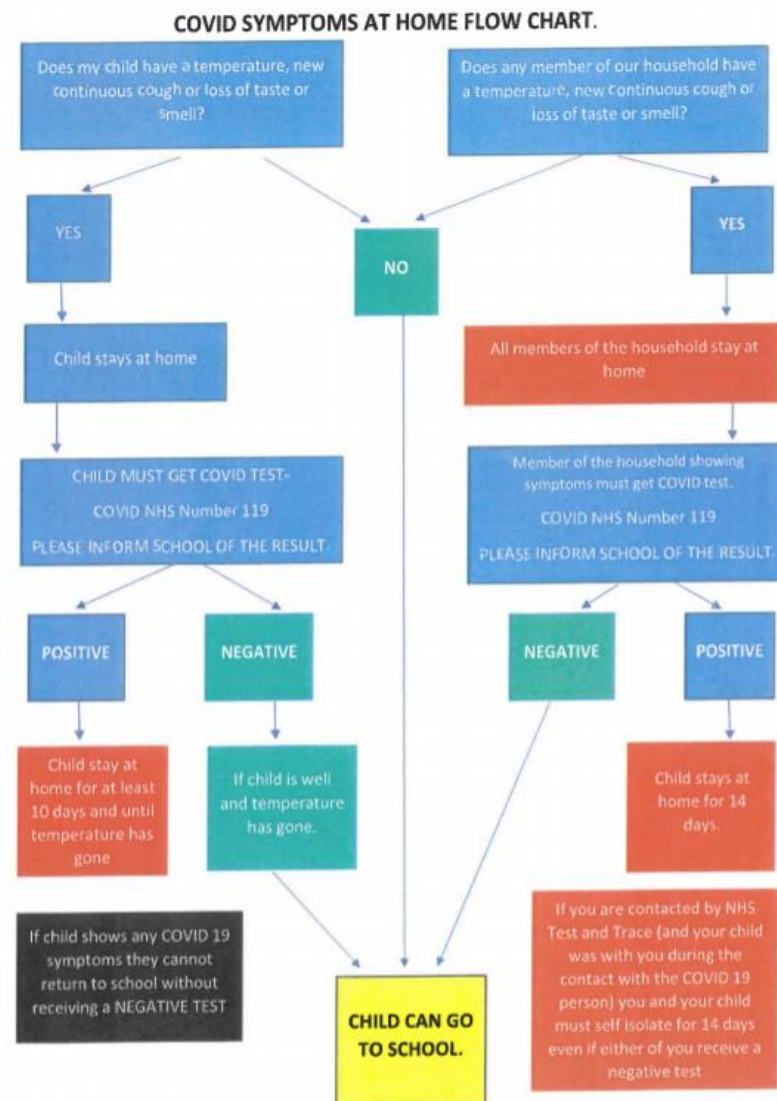 COVID SYMPTOMS AT HOME FLOW CHART.
Does my child have a temperature, new
continuous cough or loss of taste or
smell?
Does any member of our household have
a temperature, new continuous cough or
loss of taste or smell?
YES
NO
YES
Child stays at home
All members of the household stay at
home
CHILD MUST GET COVID TEST-
COVID NHS Number 119
PLEASE INFORM SCHOOL OF THE RESULT.
Member of the household showing
symptoms must get COVID test.
COVID NHS Number 119
PLEASE INFORM SCHOOL OF THE RESULT.
POSITIVE
NEGATIVE
NEGATIVE
POSITIVE
Child stay at
home for at least
10 days and until
temperature has
gone
If child is well
and temperature
has gone.
Child stays at
home for 14
days.
If child shows any COVID 19
symptoms they cannot
return to school without
receiving a NEGATIVE TEST
CHILD CAN GO
TO SCHOOL.
If you are contacted by NHS
Test and Trace (and your child
was with you during the
contact with the COVID 19
person) you and your child
must self isolate for 14 days
even if either of you receive a
negative test